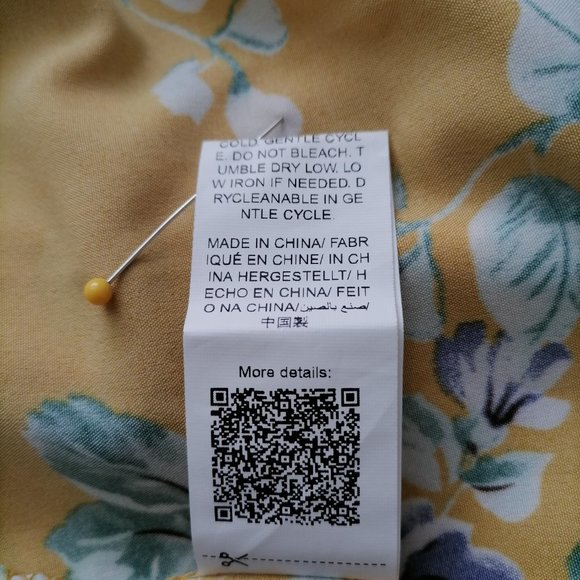 COLD. GENTLE CYCL
E. DO NOT BLEACH. T
UMBLE DRY LOW. LO
W IRON IF NEEDED. D
RYCLEANABLE IN GE
NTLE CYCLE
MADE IN CHINA/ FABR
IQUÉ EN CHINE/ IN CH
INA HERGESTELLT/ H
ECHO EN CHINA/ FEIT
O NA CHINA/صنع بالصين/
中国製
More details: